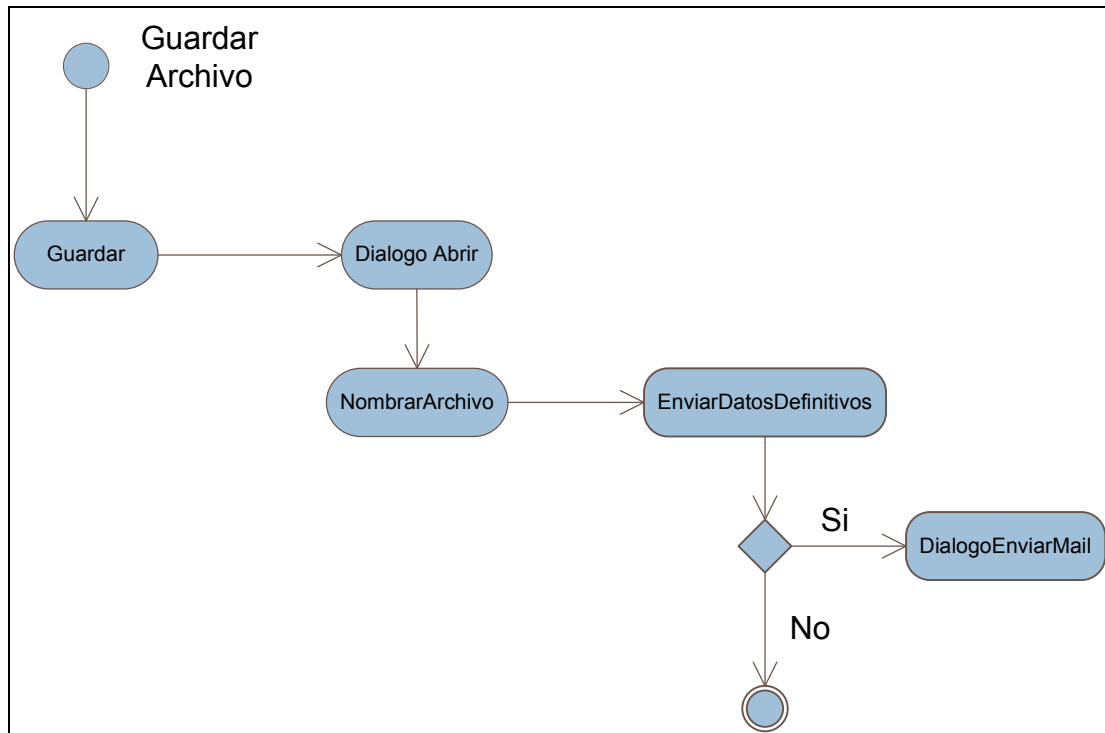 Guardar
Archivo
Guardar
Dialogo Abrir
NombrarArchivo
EnviarDatosDefinitivos
Si
DialogoEnviarMail
No